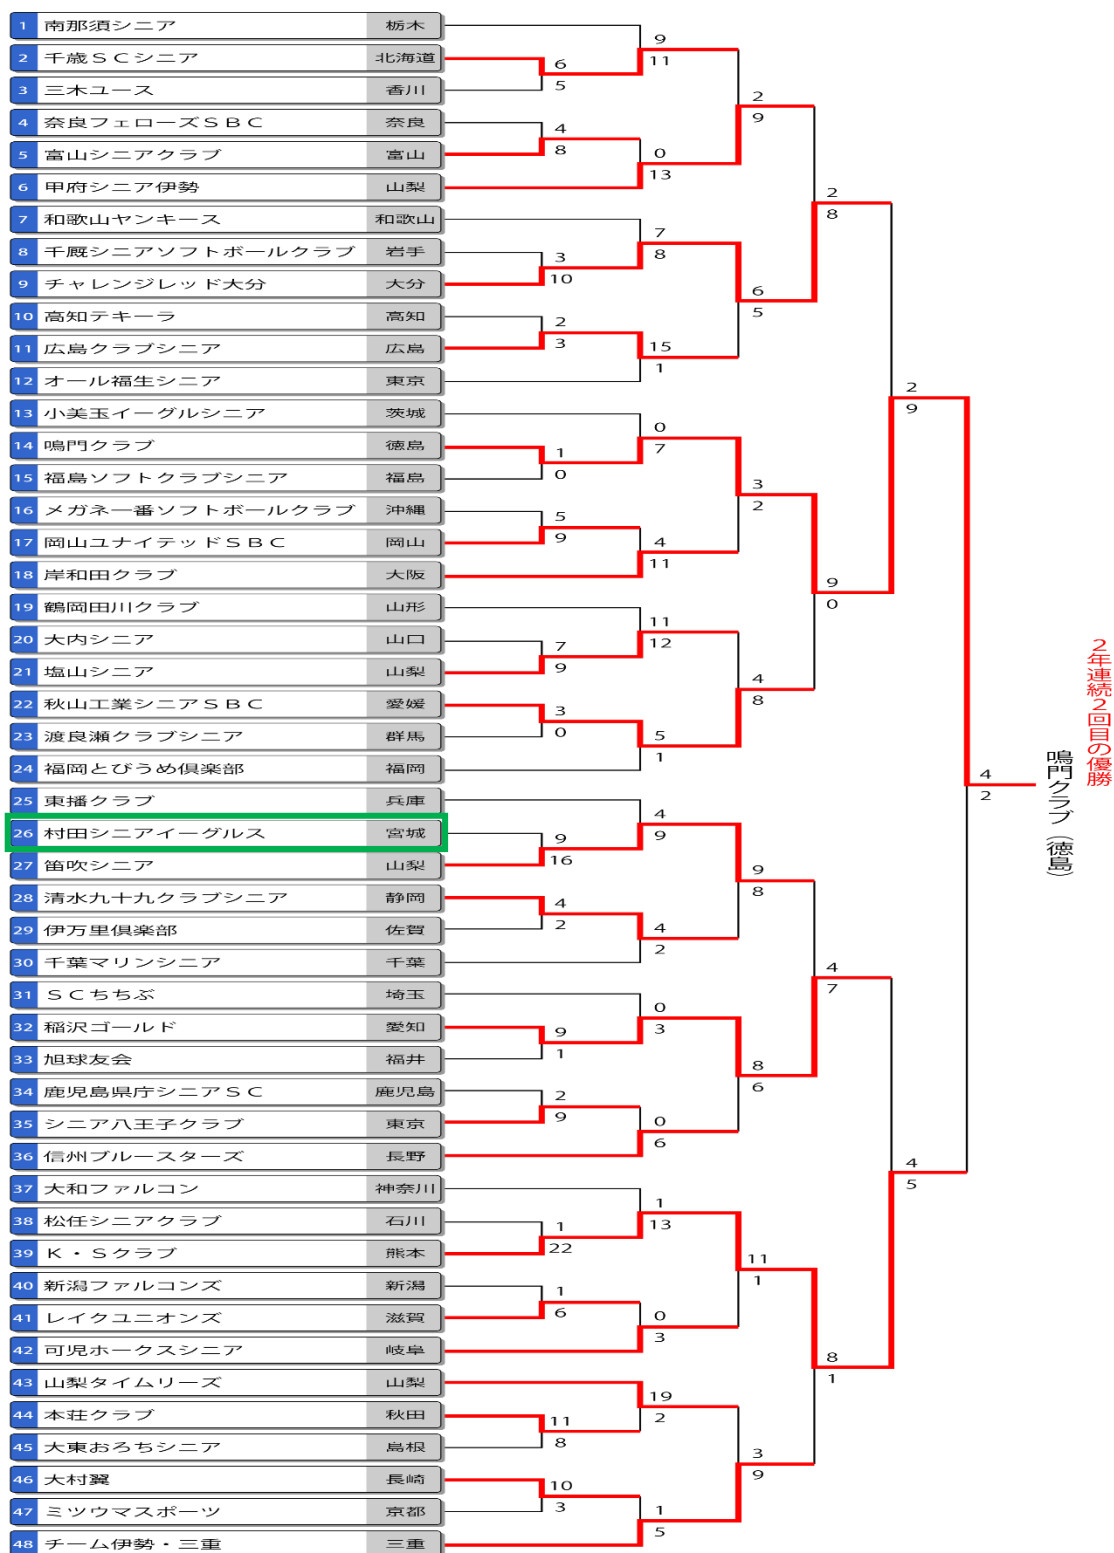 1 南那須シニア 栃木
2 千歳ＳＣシニア 北海道
3 三木ユース 香川
4 奈良フェローズＳＢＣ 奈良
5 富山シニアクラブ 富山
6 甲府シニア伊勢 山梨
7 和歌山ヤンキース 和歌山
8 千厩シニアソフトボールクラブ 岩手
9 チャレンジレッド大分 大分
10 高知テキーラ 高知
11 広島クラブシニア 広島
12 オール福生シニア 東京
13 小美玉イーグルシニア 茨城
14 鳴門クラブ 徳島
15 福島ソフトクラブシニア 福島
16 メガネ一番ソフトボールクラブ 沖縄
17 岡山ユナイテッドＳＢＣ 岡山
18 岸和田クラブ 大阪
19 鶴岡田川クラブ 山形
20 大内シニア 山口
21 塩山シニア 山梨
22 秋山工業シニアＳＢＣ 愛媛
23 渡良瀬クラブシニア 群馬
24 福岡とびうめ倶楽部 福岡
25 東播クラブ 兵庫
26 村田シニアイーグルス 宮城
27 笛吹シニア 山梨
28 清水九十九クラブシニア 静岡
29 伊万里倶楽部 佐賀
30 千葉マリンシニア 千葉
31 ＳＣちちぶ 埼玉
32 稲沢ゴールド 愛知
33 旭球友会 福井
34 鹿児島県庁シニアＳＣ 鹿児島
35 シニア八王子クラブ 東京
36 信州ブルースターズ 長野
37 大和ファルコン 神奈川
38 松任シニアクラブ 石川
39 Ｋ・Ｓクラブ 熊本
40 新潟ファルコンズ 新潟
41 レイクユニオンズ 滋賀
42 可児ホークスシニア 岐阜
43 山梨タイムリーズ 山梨
44 本荘クラブ 秋田
45 大東おろちシニア 島根
46 大村翼 長崎
47 ミツウマスポーツ 京都
48 チーム伊勢・三重 三重
6
5
4
8
3
10
2
3
1
0
5
9
7
9
3
0
9
16
4
2
9
1
2
9
1
22
1
6
11
8
10
3
9
11
0
13
7
8
15
1
0
7
4
11
11
12
5
1
4
9
4
2
0
3
0
6
1
13
0
3
19
2
1
5
2
9
6
5
3
2
4
8
9
8
8
6
11
1
3
9
2
8
9
0
4
7
8
1
2
9
4
5
4
2
鳴門クラブ（徳島）
２年連続２回目の優勝